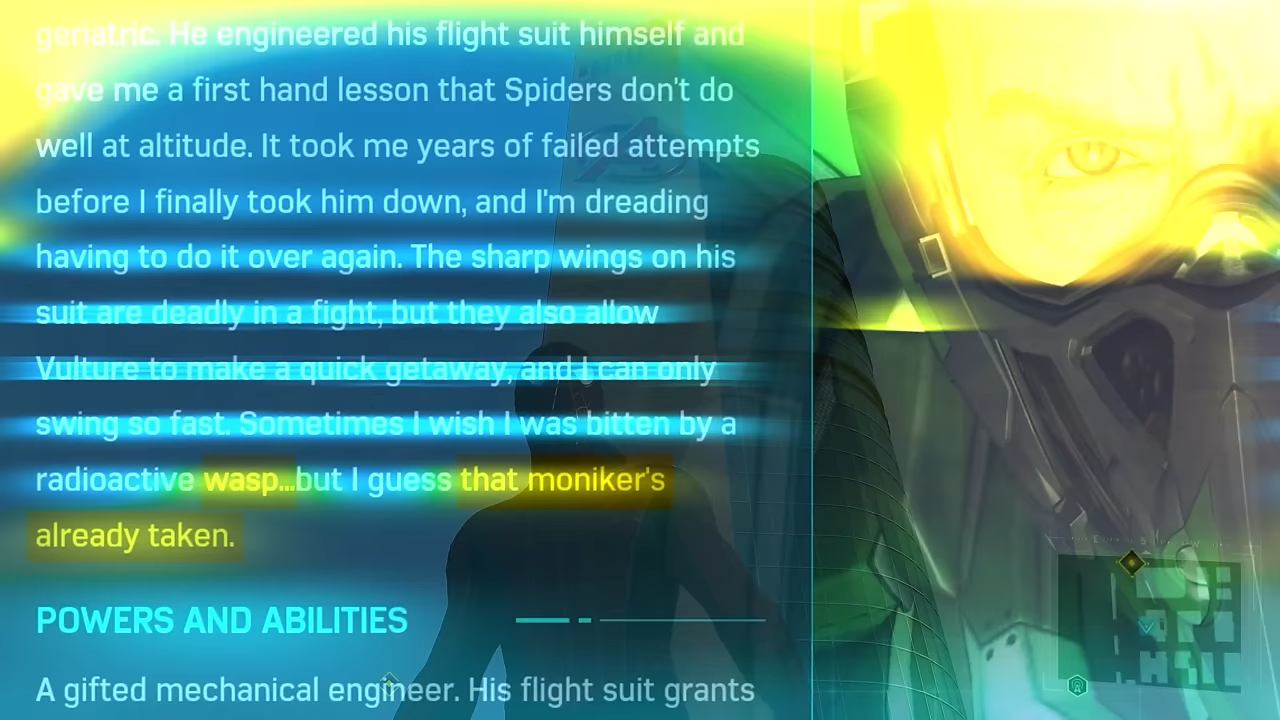 geriatric. He engineered his flight suit himself and
gave me a first hand lesson that Spiders don't do
well at altitude. It took me years of failed attempts
before I finally took him down, and I'm dreading
having to do it over again. The sharp wings on his
suit are deadly in a fight, but they also allow
Vulture to make a quick getaway, and I can only
swing so fast. Sometimes I wish I was bitten by a
radioactive wasp...but I guess that moniker's
already taken.
POWERS AND ABILITIES
A gifted mechanical engineer. His flight suit grants